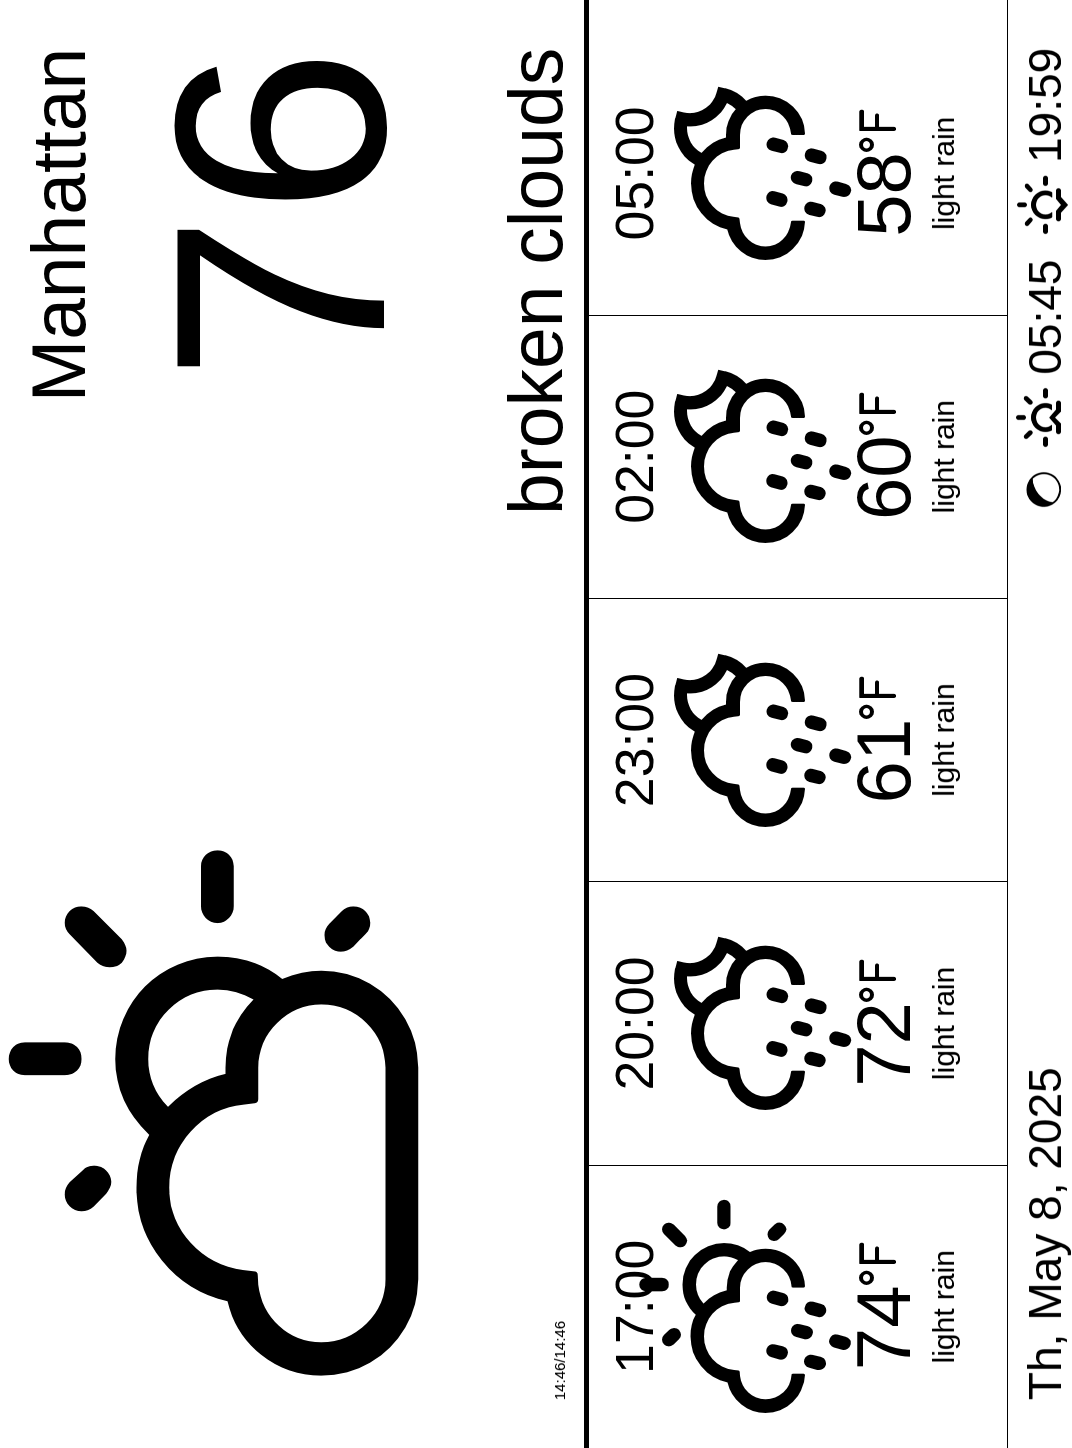 Manhattan
76
broken clouds
14:46/14:46
17:00 20:00 23:00 02:00 05:00
74°F 72°F 61°F 60°F 58°F
light rain light rain light rain light rain light rain
Th, May 8, 2025 05:45 19:59